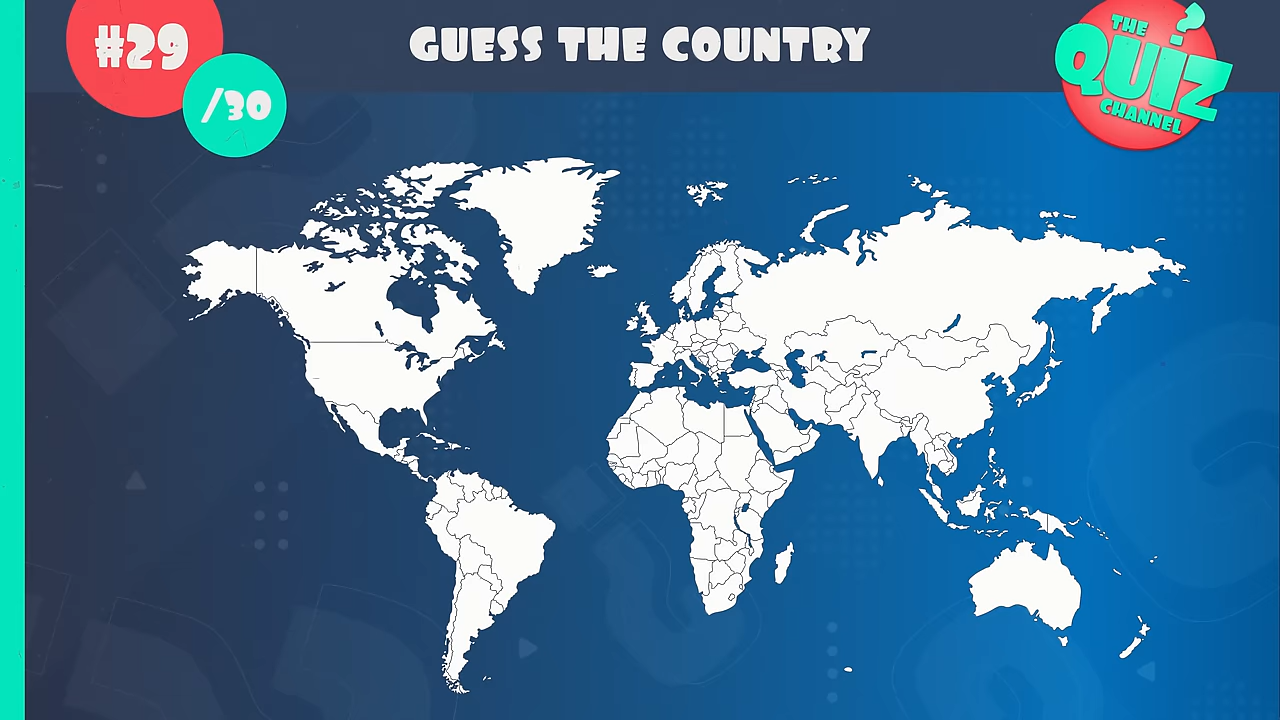 #29
/30
GUESS THE COUNTRY
THE
QUIZ
CHANNEL